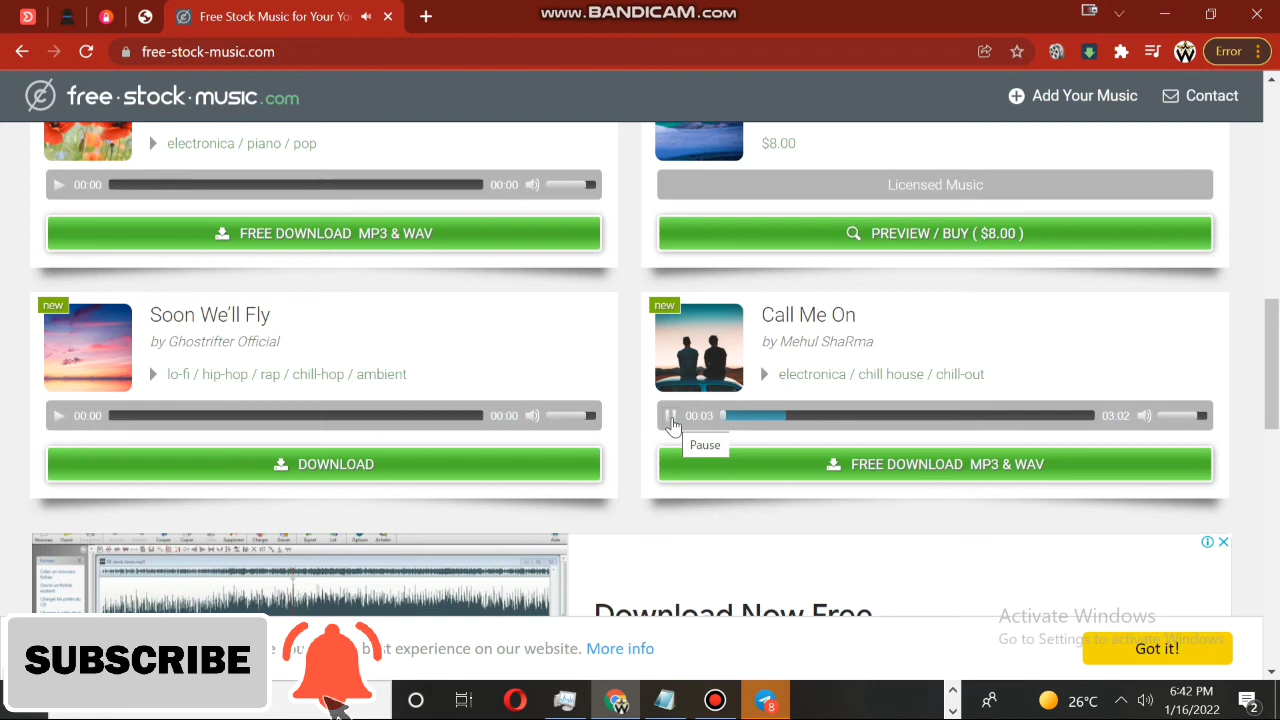 www.BANDICAM.com
Free Stock Music for Your Yo
free-stock-music.com
Error
free·stock·music.com
Add Your Music
Contact
electronica / piano / pop
$8.00
00:00
00:00
Licensed Music
FREE DOWNLOAD MP3 & WAV
PREVIEW / BUY ( $8.00 )
new
Soon We'll Fly
by Ghostrifter Official
lo-fi / hip-hop / rap / chill-hop / ambient
00:00
00:00
DOWNLOAD
new
Call Me On
by Mehul ShaRma
electronica / chill house / chill-out
00:03
03:02
Pause
FREE DOWNLOAD MP3 & WAV
Download Now Free
Activate Windows
Go to Settings to activate Windows.
best experience on our website. More info
Got it!
SUBSCRIBE
8
26°C
6:42 PM
1/16/2022
2